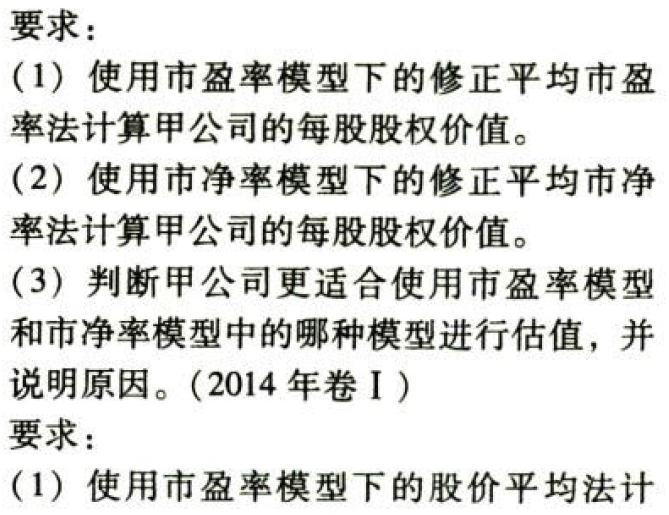 要求：
(1) 使用市盈率模型下的修正平均市盈
率法计算甲公司的每股股权价值。
(2) 使用市净率模型下的修正平均市净
率法计算甲公司的每股股权价值。
(3) 判断甲公司更适合使用市盈率模型
和市净率模型中的哪种模型进行估值，并
说明原因。(2014 年卷Ⅰ)
要求：
(1) 使用市盈率模型下的股价平均法计